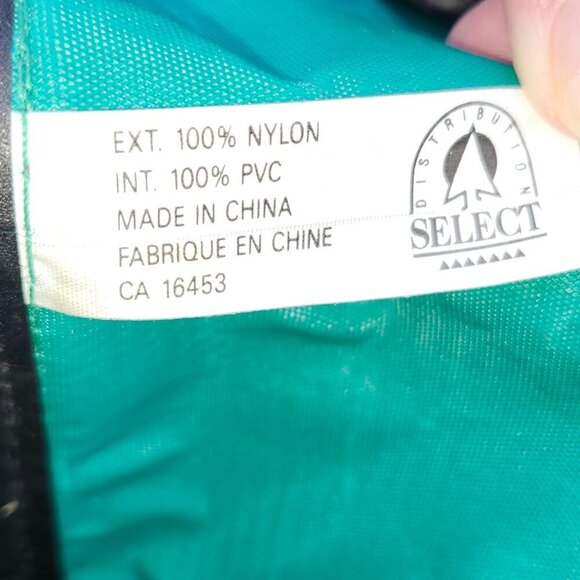 EXT. 100% NYLON
INT. 100% PVC
MADE IN CHINA
FABRIQUE EN CHINE
CA 16453
DISTRIBUTION
SELECT